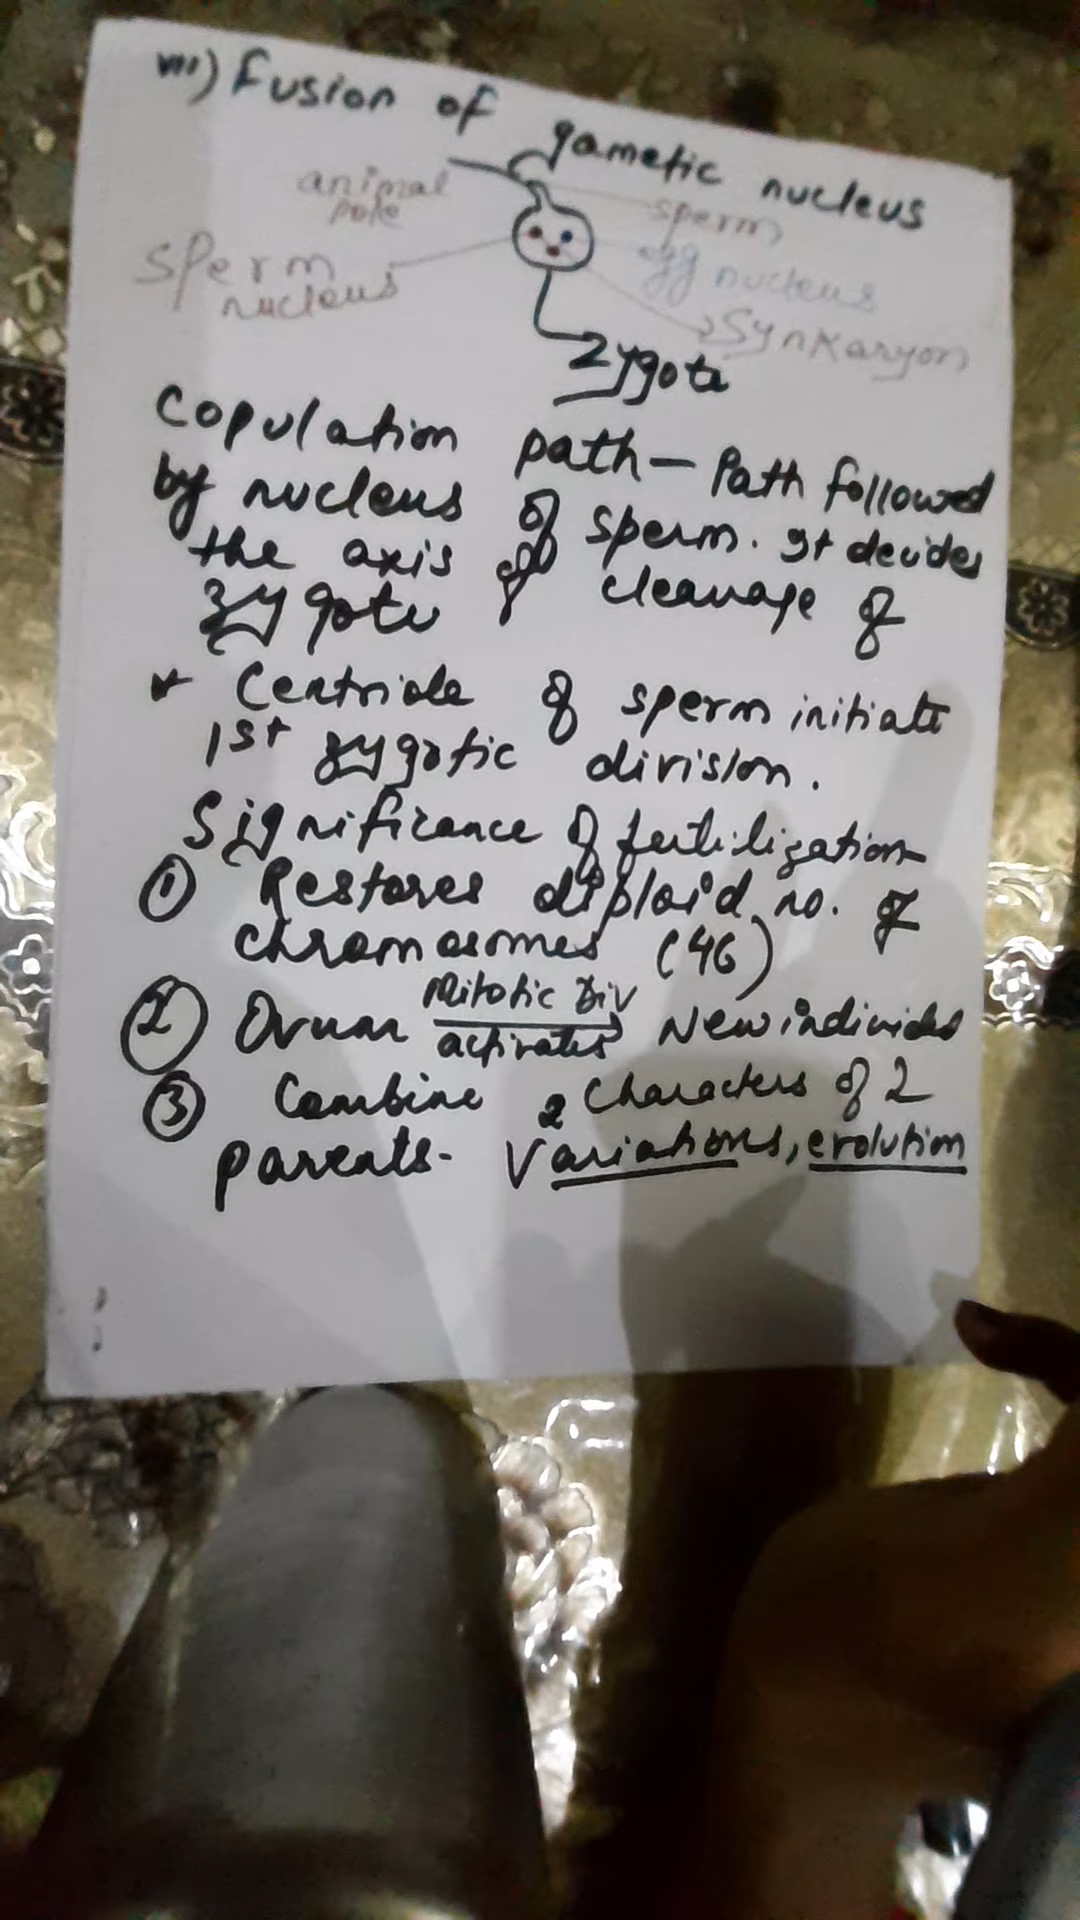 VII) Fusion of gametic nucleus
animal pole
sperm
Sperm nucleus
egg nucleus
Synkaryon
Zygote
Copulation path - Path followed
by nucleus of sperm. It decides
the axis of cleavage of
zygote
* Centriole of sperm initiate
1st zygotic division.
Significance of fertilization-
① Restores diploid no. of
chromosomes (46)
② Ovum Mitotic Div activates New individes
③ Combine 2 characters of 2
parents- Variations, evolution